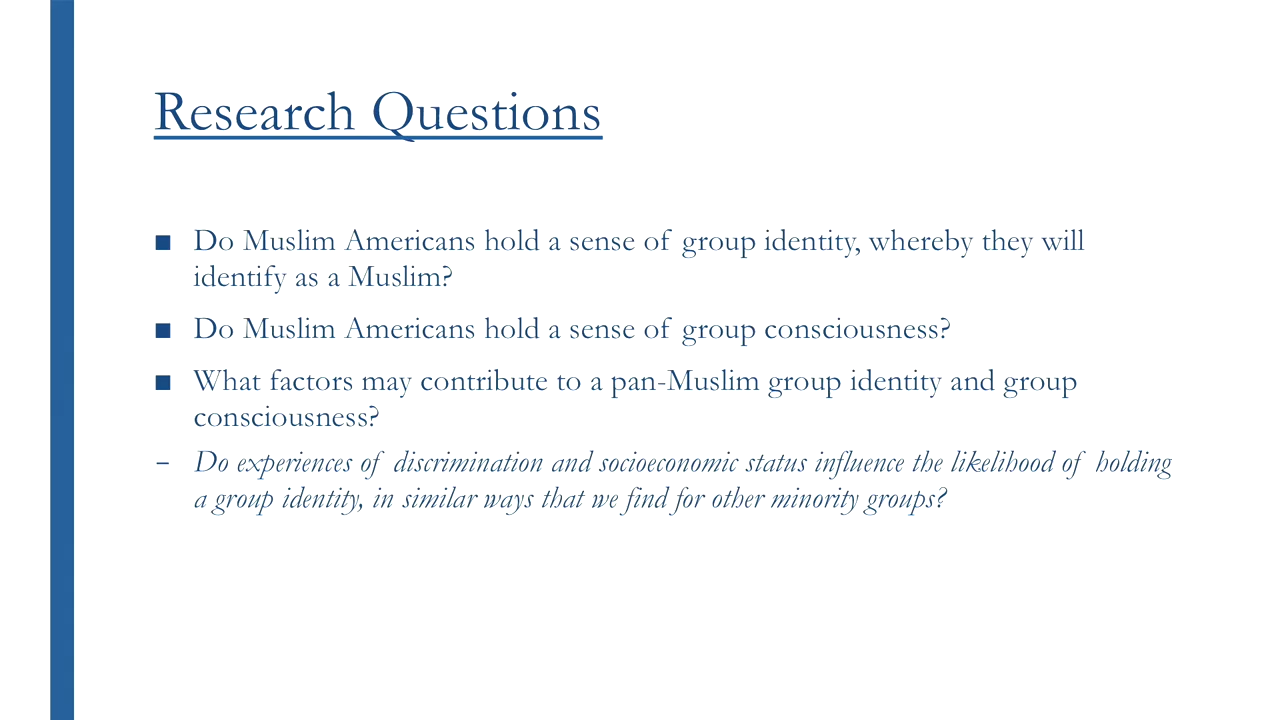 Research Questions
■ Do Muslim Americans hold a sense of group identity, whereby they will
identify as a Muslim?
■ Do Muslim Americans hold a sense of group consciousness?
■ What factors may contribute to a pan-Muslim group identity and group
consciousness?
– Do experiences of discrimination and socioeconomic status influence the likelihood of holding
a group identity, in similar ways that we find for other minority groups?